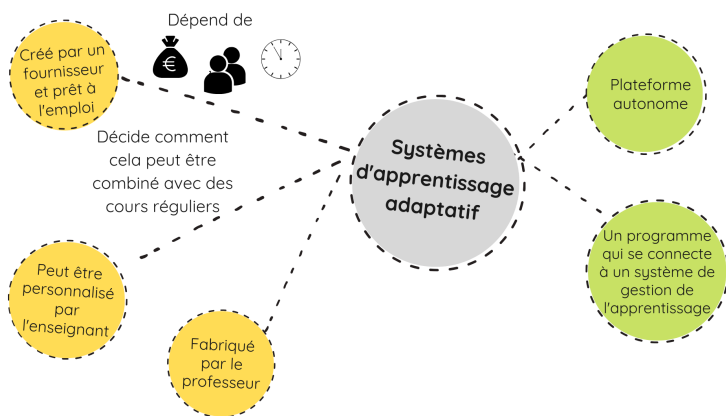 Dépend de
€
Créé par un
fournisseur
et prêt à
l'emploi
Décide comment
cela peut être
combiné avec des
cours réguliers
Peut être
personnalisé
par
l'enseignant
Fabriqué
par le
professeur
Systèmes
d'apprentissage
adaptatif
Plateforme
autonome
Un programme
qui se connecte
à un système de
gestion de
l'apprentissage